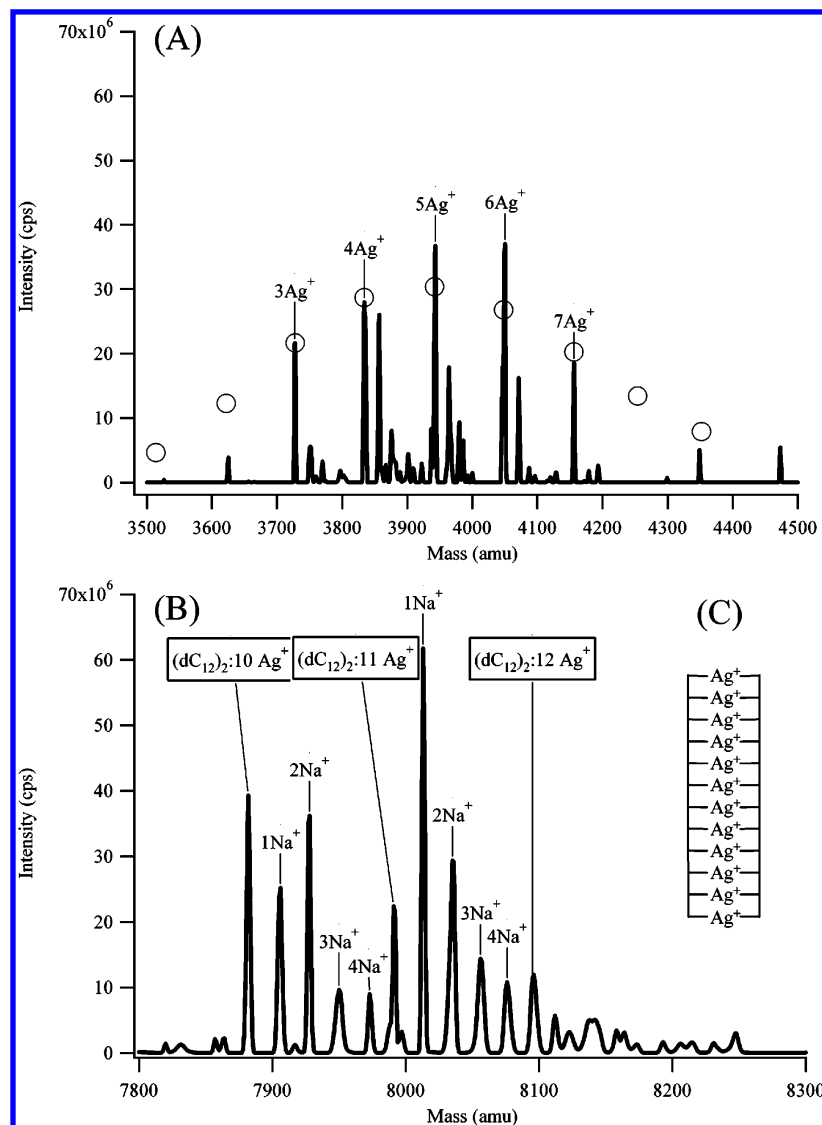 (A)
70x10⁶
60
50
40
30
20
10
0
Intensity (cps)
3Ag⁺
4Ag⁺
5Ag⁺
6Ag⁺
7Ag⁺
3500 3600 3700 3800 3900 4000 4100 4200 4300 4400 4500
Mass (amu)
(B)
70x10⁶
60
50
40
30
20
10
0
Intensity (cps)
(dC₁₂)₂:10 Ag⁺
1Na⁺
2Na⁺
3Na⁺
4Na⁺
(dC₁₂)₂:11 Ag⁺
1Na⁺
2Na⁺
3Na⁺
4Na⁺
(dC₁₂)₂:12 Ag⁺
7800 7900 8000 8100 8200 8300
Mass (amu)
(C)
Ag⁺
Ag⁺
Ag⁺
Ag⁺
Ag⁺
Ag⁺
Ag⁺
Ag⁺
Ag⁺
Ag⁺
Ag⁺
Ag⁺